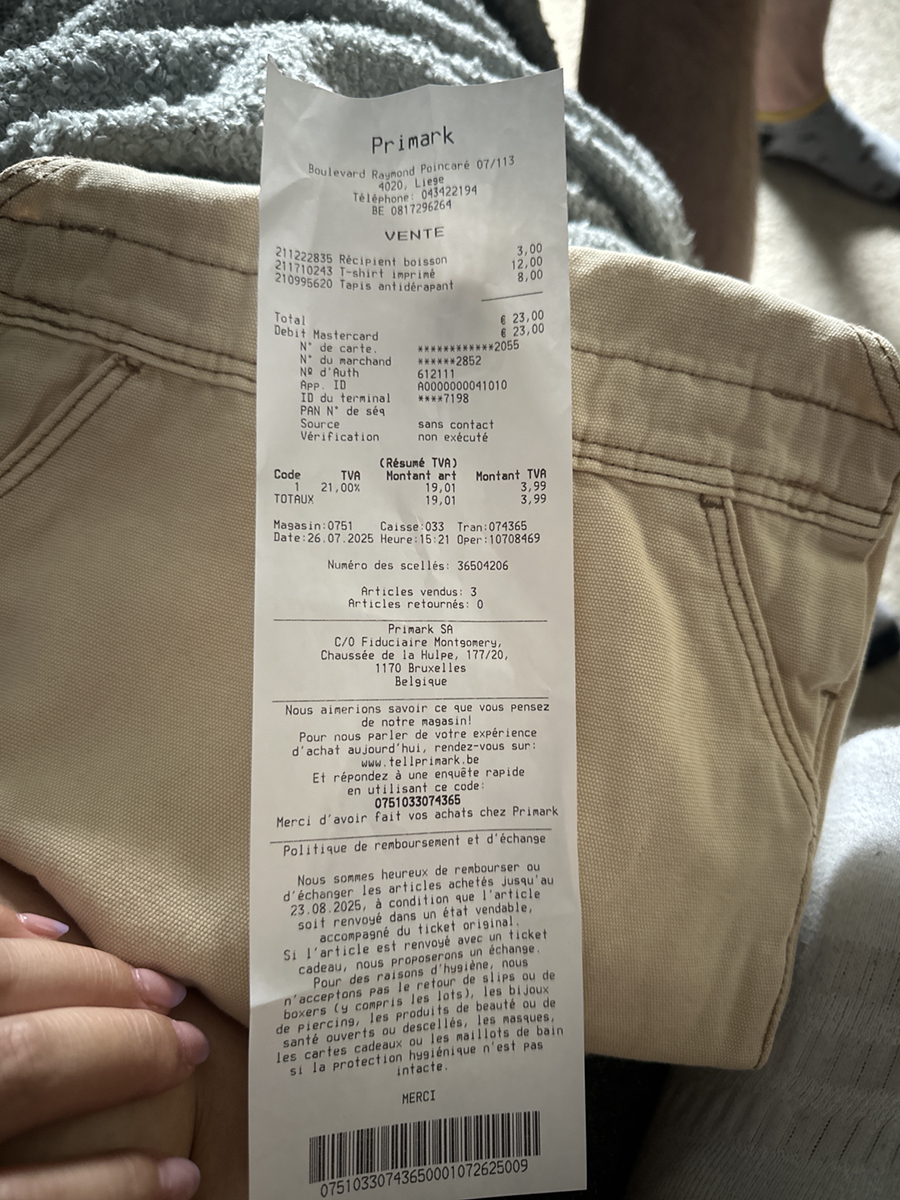 Primark
Boulevard Raymond Poincaré 07/113
4020, Liege
Téléphone: 043422194
BE 0817296264
VENTE
211222835 Récipient boisson 3,00
211710243 T-shirt imprimé 12,00
210995620 Tapis antidérapant 8,00
Total € 23,00
Debit Mastercard € 23,00
N° de carte. ************2055
N° du marchand ******2852
Nº d'Auth 612111
App. ID A0000000041010
ID du terminal ****7198
PAN N° de séq
Source sans contact
Vérification non exécuté
(Résumé TVA)
Code TVA Montant art Montant TVA
1 21,00% 19,01 3,99
TOTAUX 19,01 3,99
Magasin:0751 Caisse:033 Tran:074365
Date:26.07.2025 Heure:15:21 Oper:10708469
Numéro des scellés: 36504206
Articles vendus: 3
Articles retournés: 0
Primark SA
C/O Fiduciaire Montgomery,
Chaussée de la Hulpe, 177/20,
1170 Bruxelles
Belgique
Nous aimerions savoir ce que vous pensez
de notre magasin!
Pour nous parler de votre expérience
d'achat aujourd'hui, rendez-vous sur:
www.tellprimark.be
Et répondez à une enquête rapide
en utilisant ce code:
0751033074365
Merci d'avoir fait vos achats chez Primark
Politique de remboursement et d'échange
Nous sommes heureux de rembourser ou
d'échanger les articles achetés jusqu'au
23.08.2025, à condition que l'article
soit renvoyé dans un état vendable,
accompagné du ticket original.
Si l'article est renvoyé avec un ticket
cadeau, nous proposerons un échange.
Pour des raisons d'hygiène, nous
n'acceptons pas le retour de slips ou de
boxers (y compris les lots), les bijoux
de piercing, les produits de beauté ou de
santé ouverts ou descellés, les masques,
les cartes cadeaux ou les maillots de bain
si la protection hygiénique n'est pas
intacte.
MERCI
07510330743650001072625009